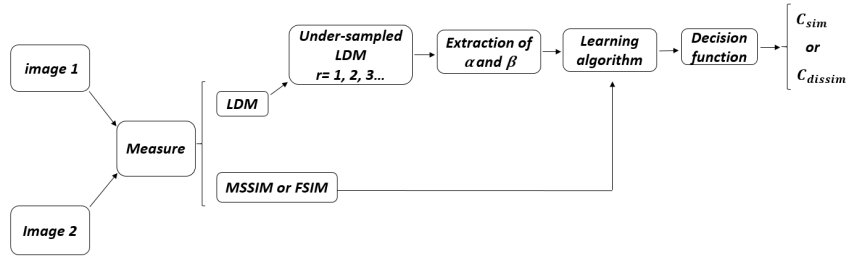 image 1
Image 2
Measure
LDM
MSSIM or FSIM
Under-sampled
LDM
r= 1, 2, 3...
Extraction of
α and β
Learning
algorithm
Decision
function
C_sim
or
C_dissim